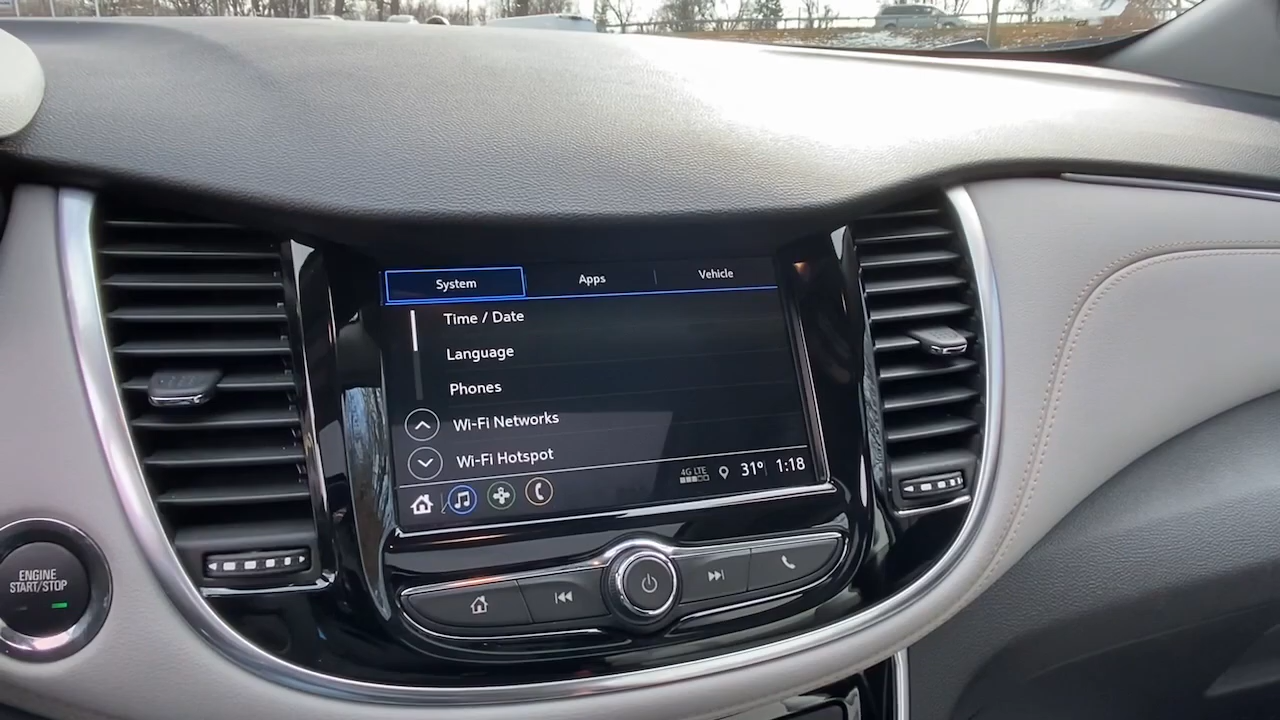 System
Apps
Vehicle
Time / Date
Language
Phones
Wi-Fi Networks
Wi-Fi Hotspot
4G LTE
31° 1:18
ENGINE
START/STOP